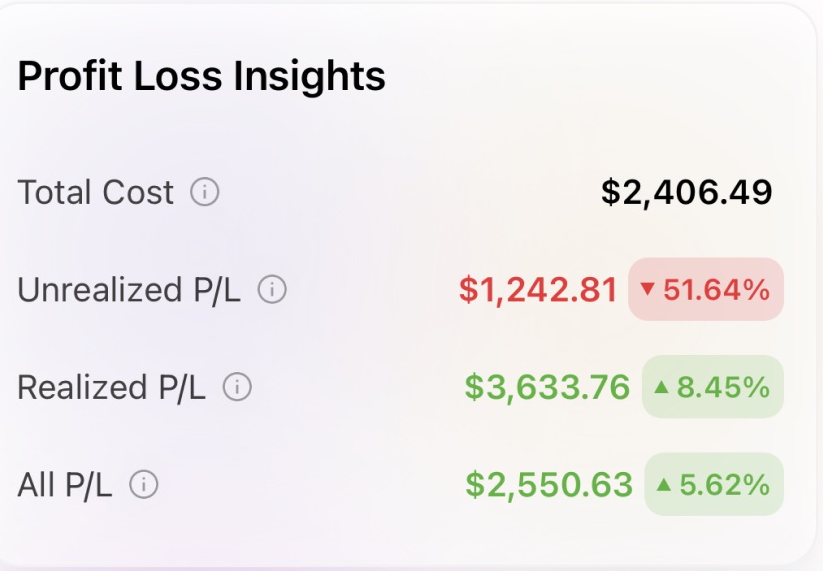 Profit Loss Insights
Total Cost $2,406.49
Unrealized P/L $1,242.81 ▼ 51.64%
Realized P/L $3,633.76 ▲ 8.45%
All P/L $2,550.63 ▲ 5.62%